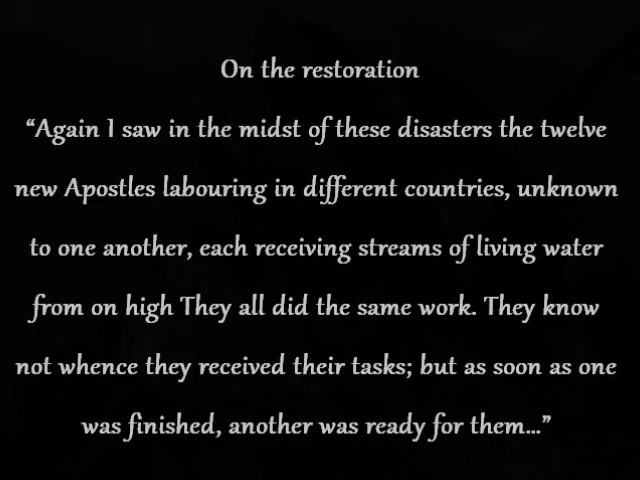 On the restoration
“Again I saw in the midst of these disasters the twelve
new Apostles labouring in different countries, unknown
to one another, each receiving streams of living water
from on high They all did the same work. They know
not whence they received their tasks; but as soon as one
was finished, another was ready for them...”